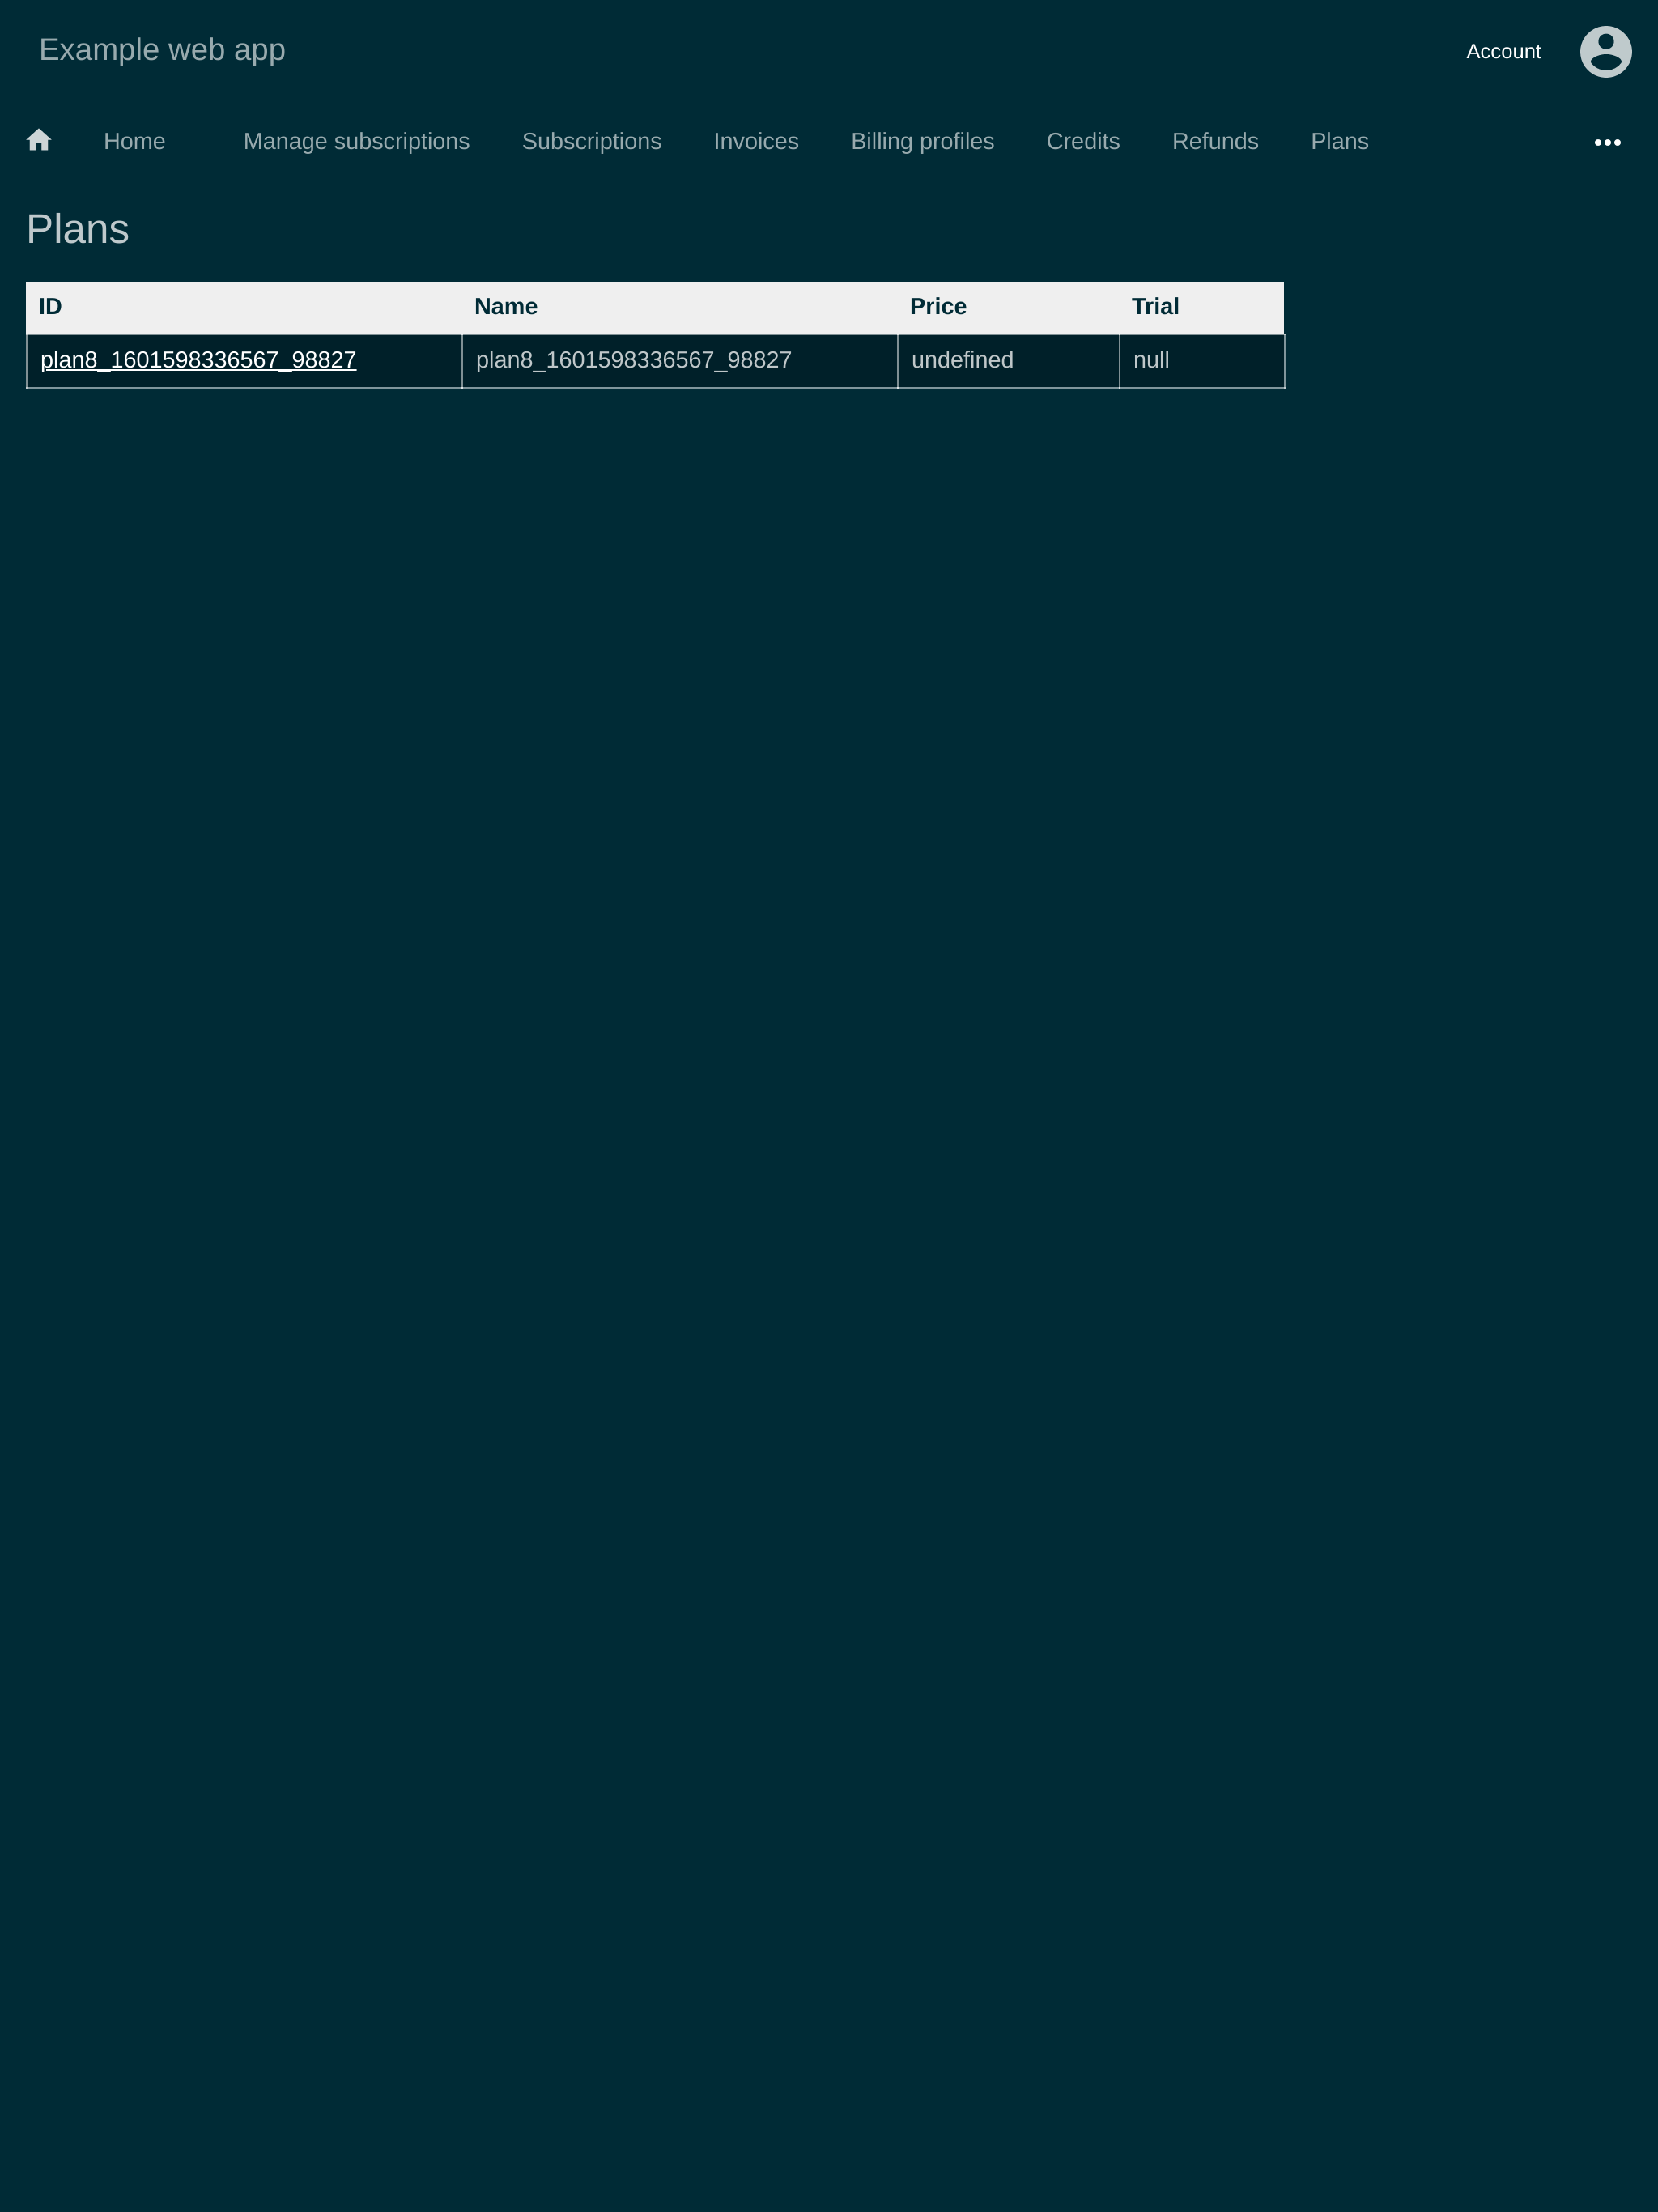 Example web app
Account
Home Manage subscriptions Subscriptions Invoices Billing profiles Credits Refunds Plans
Plans
ID Name Price Trial
plan8_1601598336567_98827 plan8_1601598336567_98827 undefined null